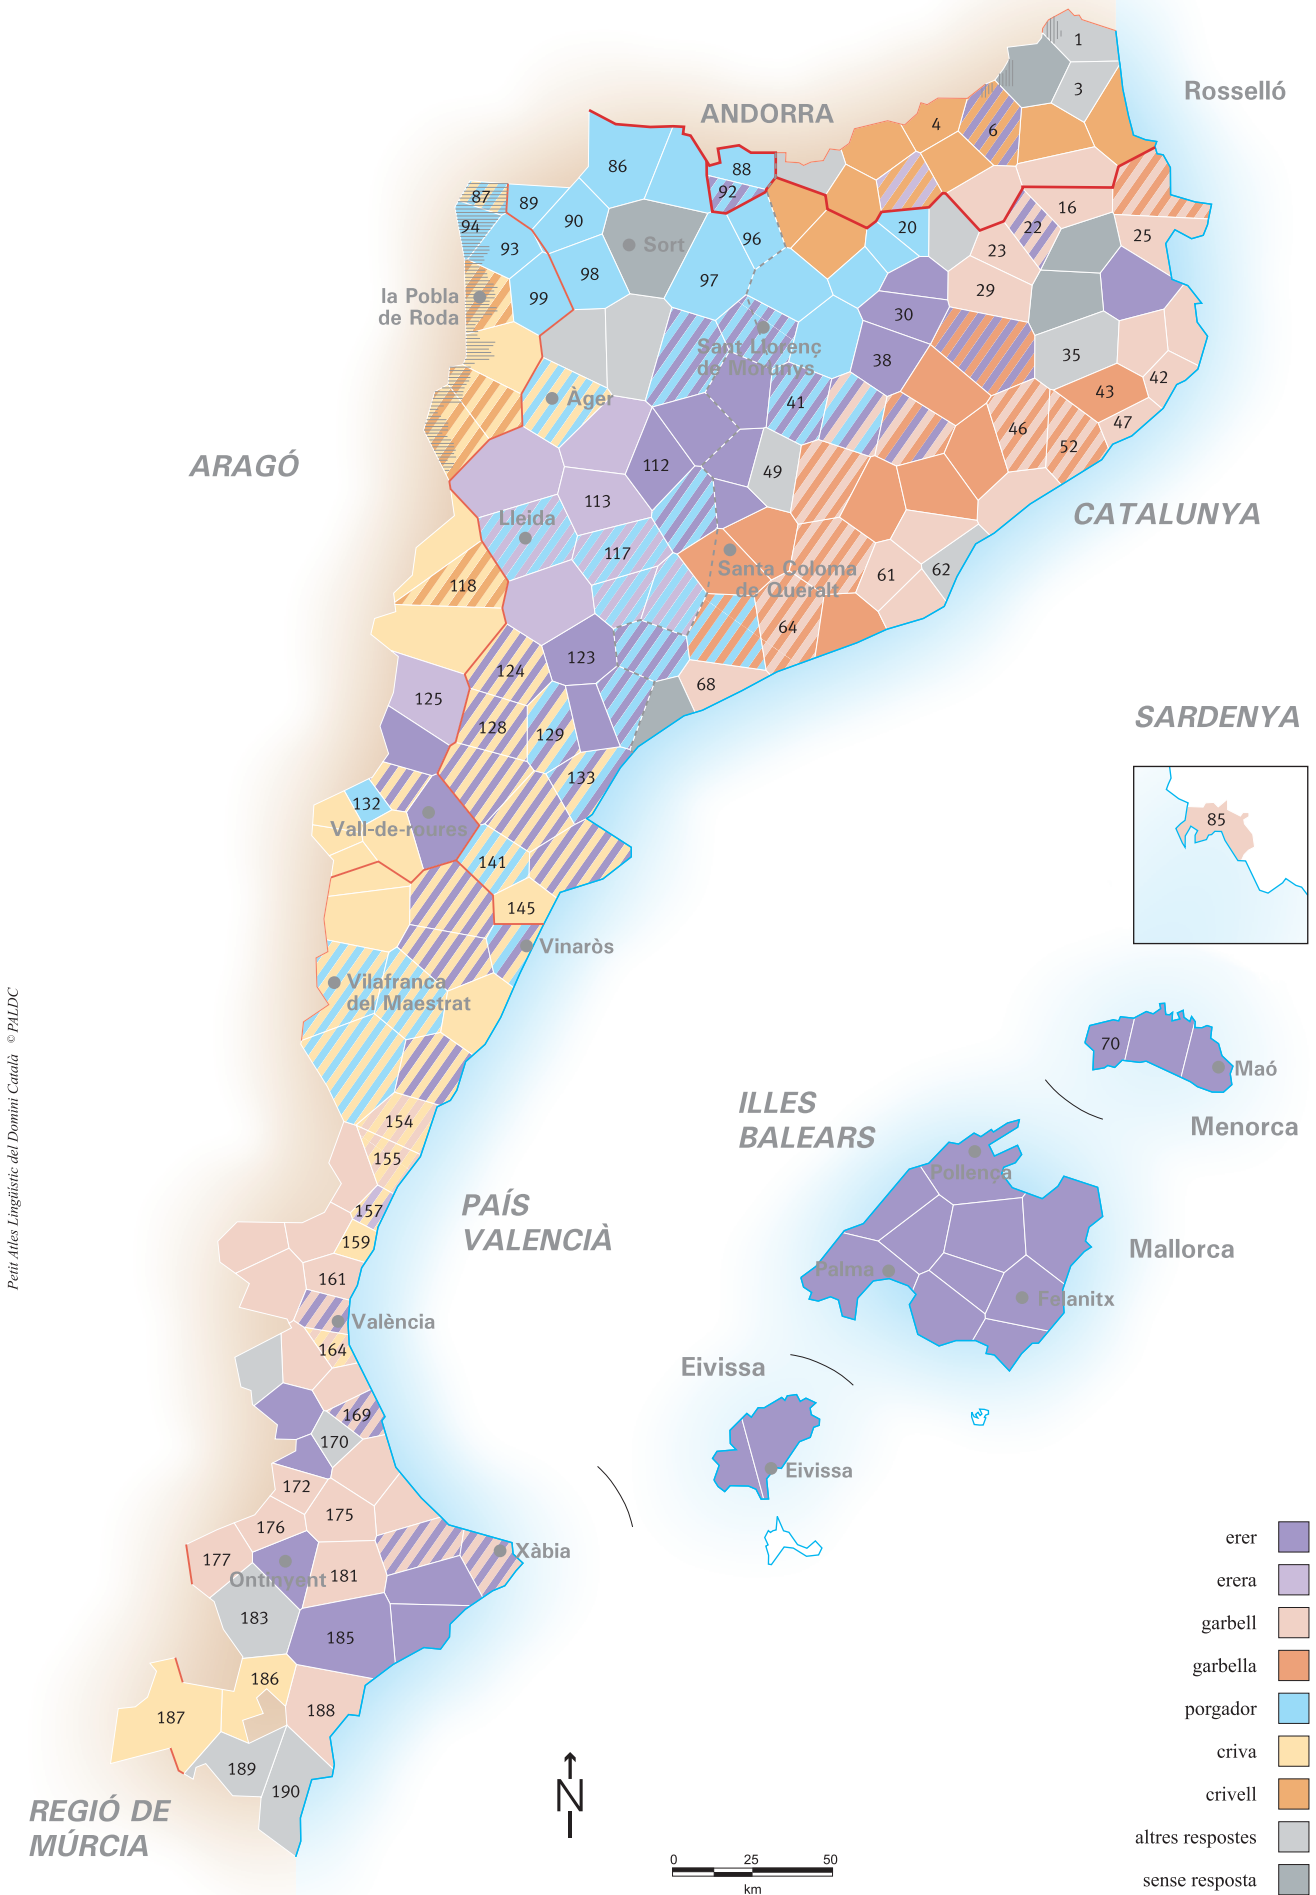 1
Rosselló
3
ANDORRA
4
6
86
88
87
92
89
16
94
90
20
22
25
93
96
23
Sort
98
97
29
la Pobla
de Roda
99
30
Sant Llorenç
de Morunys
35
38
42
Àger
41
43
47
46
52
ARAGÓ
112
49
113
CATALUNYA
Lleida
117
Santa Coloma
de Queralt
61
62
118
64
123
124
68
125
SARDENYA
128
129
133
132
85
Vall-de-roures
141
145
Vinaròs
Vilafranca
del Maestrat
Petit Atles Lingüístic del Domini Català © PALDC
70
Maó
ILLES
BALEARS
Menorca
154
155
Pollença
157
PAÍS
VALENCIÀ
159
Mallorca
161
Palma
Felanitx
València
164
Eivissa
169
170
Eivissa
172
175
176
177
Xàbia
Ontinyent
181
183
185
186
187
188
189
190
REGIÓ DE
MÚRCIA
N
0 25 50
km
erer
erera
garbell
garbella
porgador
criva
crivell
altres respostes
sense resposta